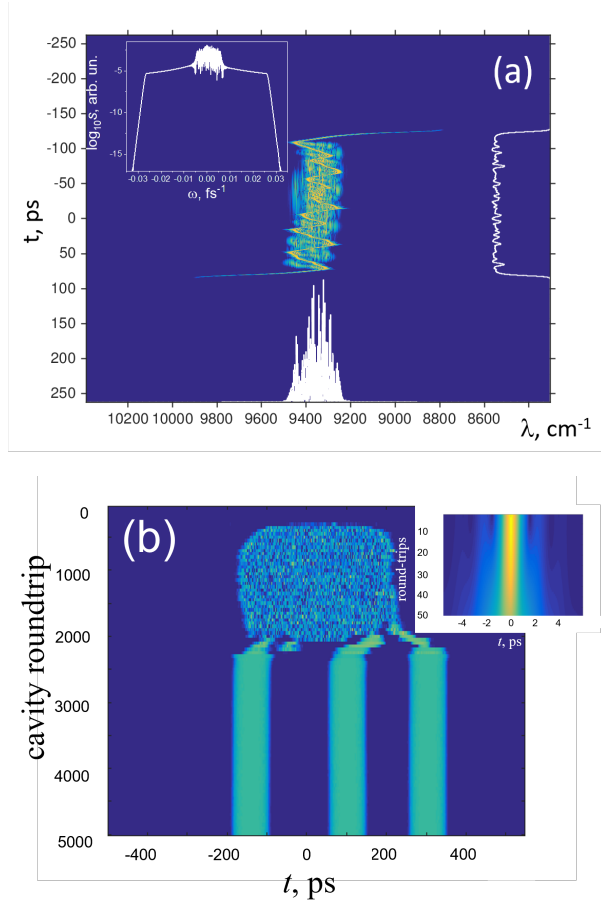 (a)
-250
-200
-150
-100
-50
0
50
100
150
200
250
t, ps
log₁₀s, arb. un.
-5
-10
-15
-0.03 -0.02 -0.01 0.00 0.01 0.02 0.03
ω, fs⁻¹
10200 10000 9800 9600 9400 9200 9000 8800 8600
λ, cm⁻¹
(b)
0
1000
2000
3000
4000
5000
cavity roundtrip
-400 -200 0 200 400
t, ps
round-trips
10
20
30
40
50
-4 -2 0 2 4
t, ps